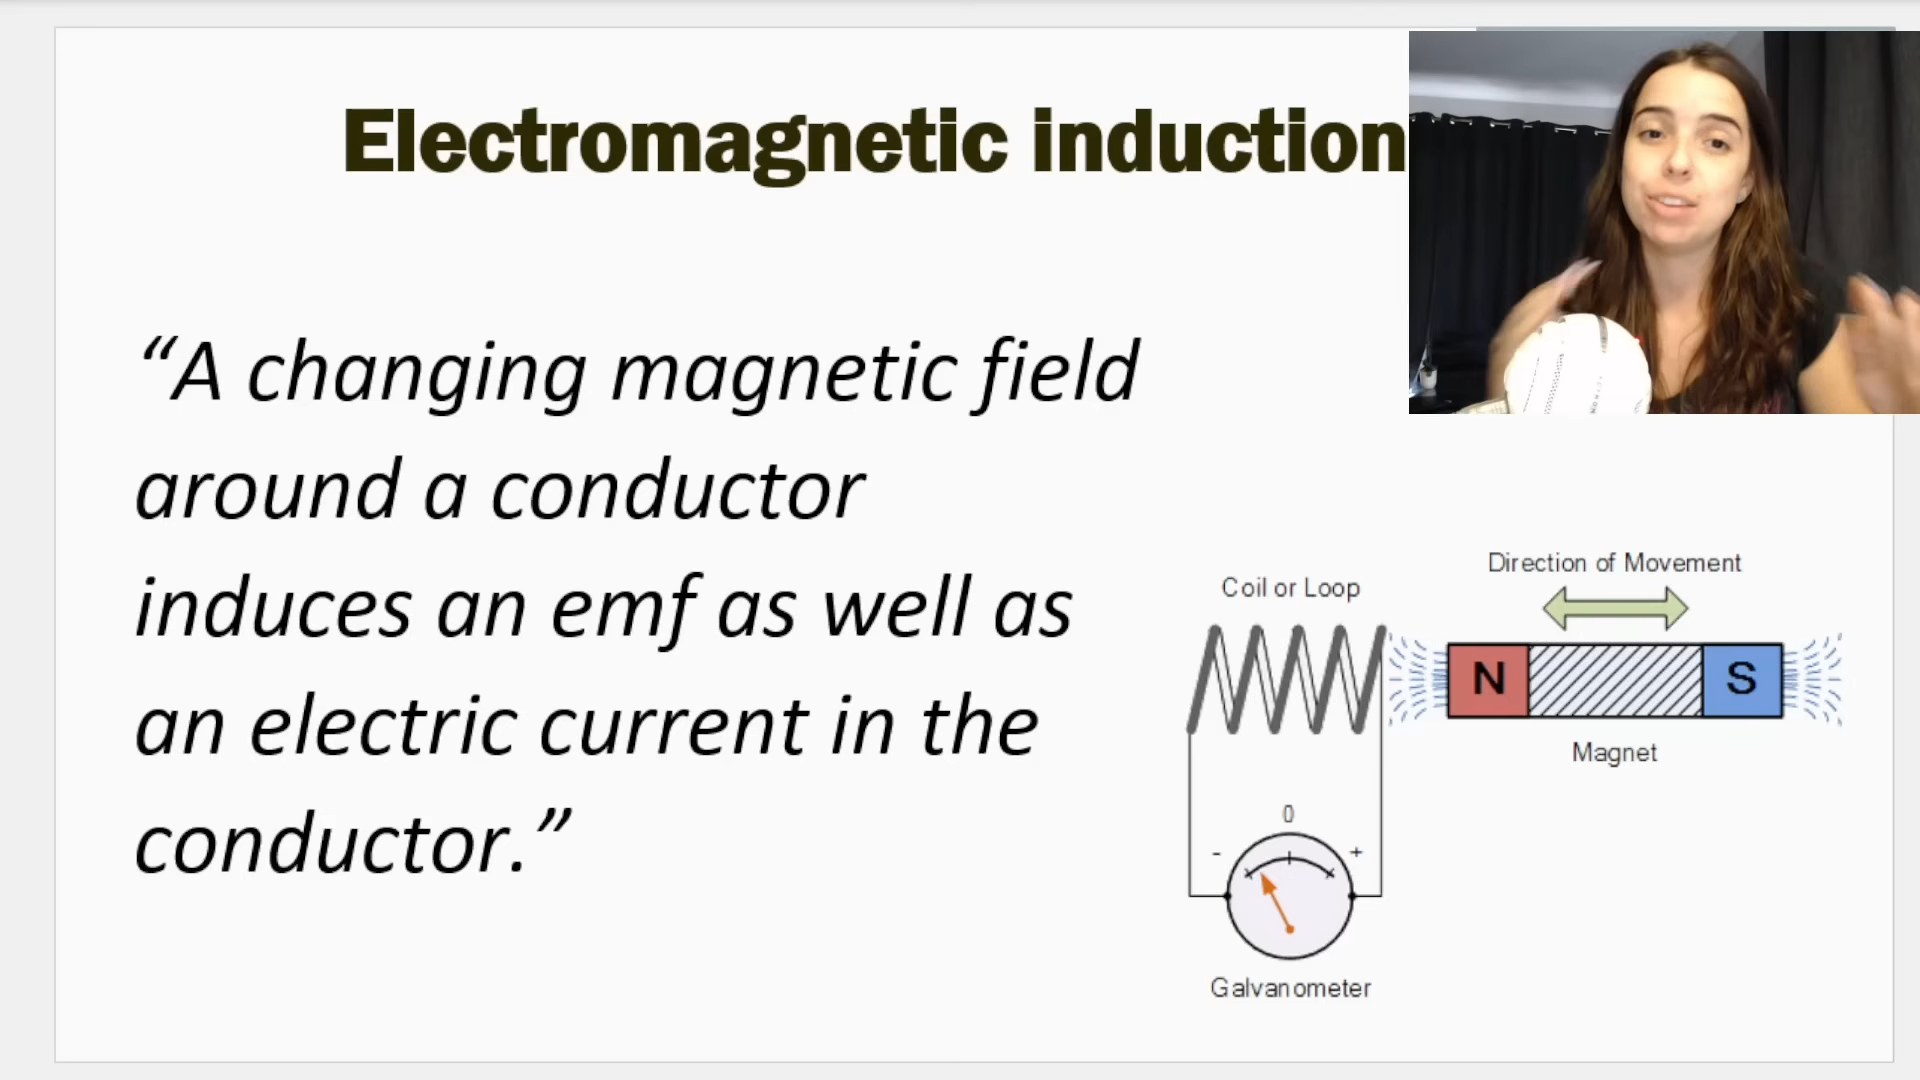 Electromagnetic induction
“A changing magnetic field
around a conductor
induces an emf as well as
an electric current in the
conductor.”
Direction of Movement
Coil or Loop
N
S
Magnet
0
- +
Galvanometer